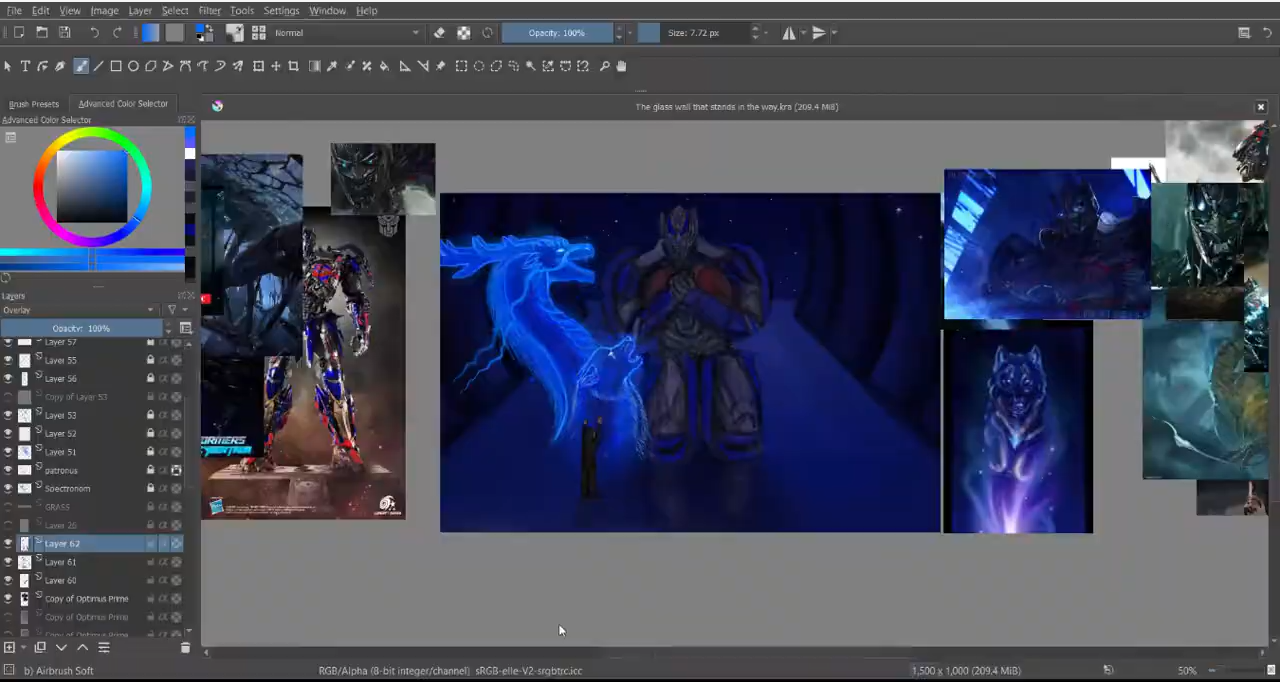 File Edit View Image Layer Select Filter Tools Settings Window Help
Normal Opacity: 100% Size: 7.72 px
Brush Presets Advanced Color Selector
The glass wall that stands in the way.kra (209.4 MiB)
Advanced Color Selector
Layers
Overlay
Opacity: 100%
Layer 57
Layer 55
Layer 56
Copy of Layer 53
Layer 53
Layer 52
Layer 51
patronus
Spectronom
GRASS
Layer 26
Layer 62
Layer 61
Layer 60
Copy of Optimus Prime
Copy of Optimus Prime
Copy of Optimus Prime
b) Airbrush Soft
RGB/Alpha (8-bit integer/channel) sRGB-elle-V2-srgbtrc.icc
1,500 x 1,000 (209.4 MiB)
50%